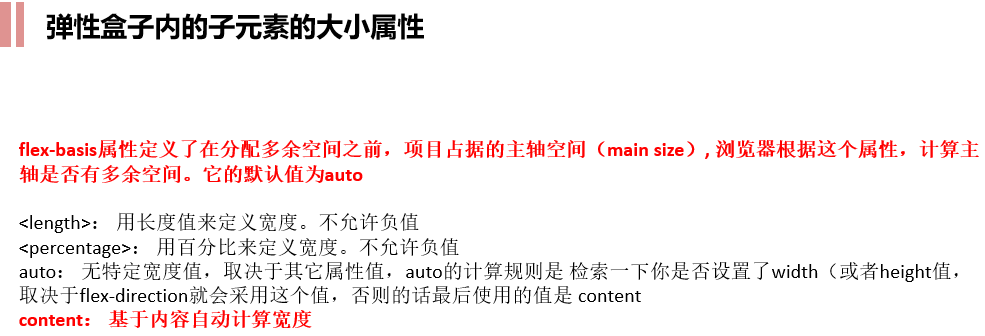 弹性盒子内的子元素的大小属性
flex-basis属性定义了在分配多余空间之前，项目占据的主轴空间（main size）, 浏览器根据这个属性，计算主
轴是否有多余空间。它的默认值为auto
<length>： 用长度值来定义宽度。不允许负值
<percentage>： 用百分比来定义宽度。不允许负值
auto： 无特定宽度值，取决于其它属性值，auto的计算规则是 检索一下你是否设置了width（或者height值，
取决于flex-direction就会采用这个值，否则的话最后使用的值是 content
content： 基于内容自动计算宽度